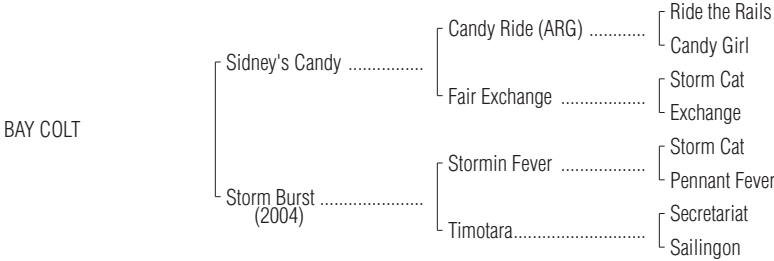 Ride the Rails
Candy Ride (ARG) ............
Candy Girl
Sidney's Candy ................
Storm Cat
Fair Exchange ..................
Exchange
BAY COLT
Storm Cat
Stormin Fever ..................
Pennant Fever
Storm Burst ......................
(2004)
Secretariat
Timotara............................
Sailingon